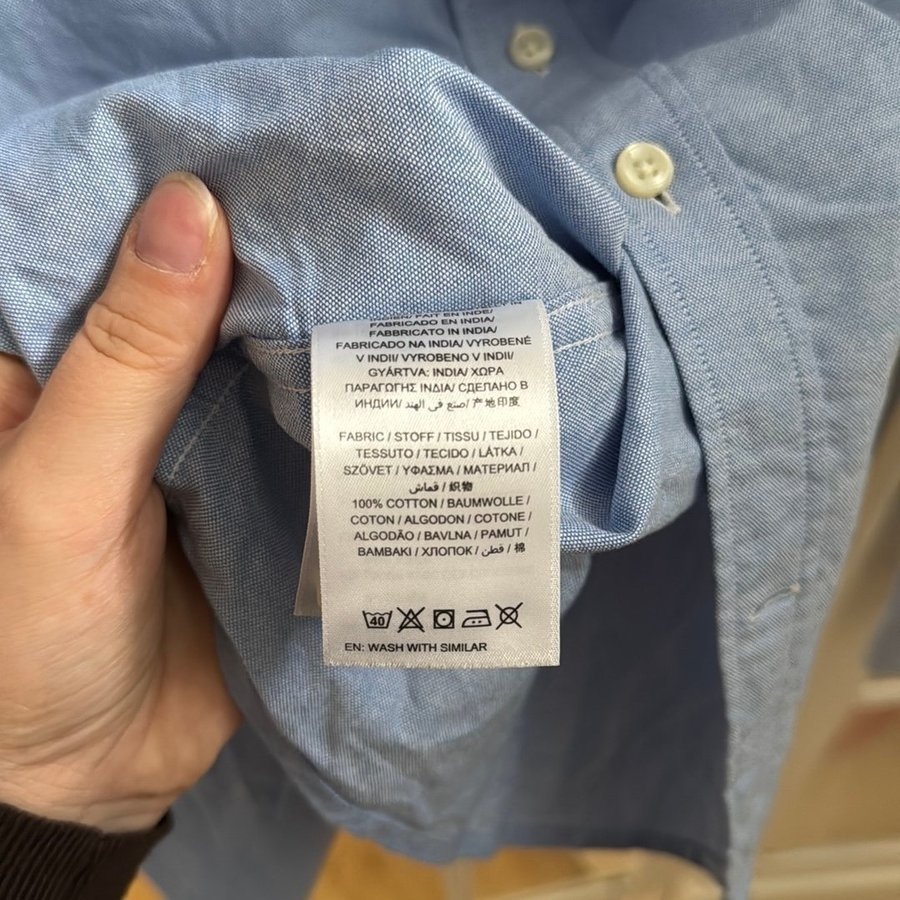 FAIT EN INDE/
FABRICADO EN INDIA/
FABBRICATO IN INDIA/
FABRICADO NA INDIA/ VYROBENÉ
V INDII/ VYROBENO V INDII/
GYÁRTVA: INDIA/ ΧΩΡΑ
ΠΑΡΑΓΩΓΗΣ ΙΝΔΙΑ/ СДЕЛАНО В
ИНДИИ/ صنع في الهند/ 产地印度
FABRIC / STOFF / TISSU / TEJIDO /
TESSUTO / TECIDO / LÁTKA /
SZÖVET / ΥΦΑΣΜΑ / МАТЕРИАЛ /
قماش / 织物
100% COTTON / BAUMWOLLE /
COTON / ALGODON / COTONE /
ALGODÃO / BAVLNA / PAMUT /
BAMBAKI / ХЛОПОК / قطن / 棉
40
EN: WASH WITH SIMILAR